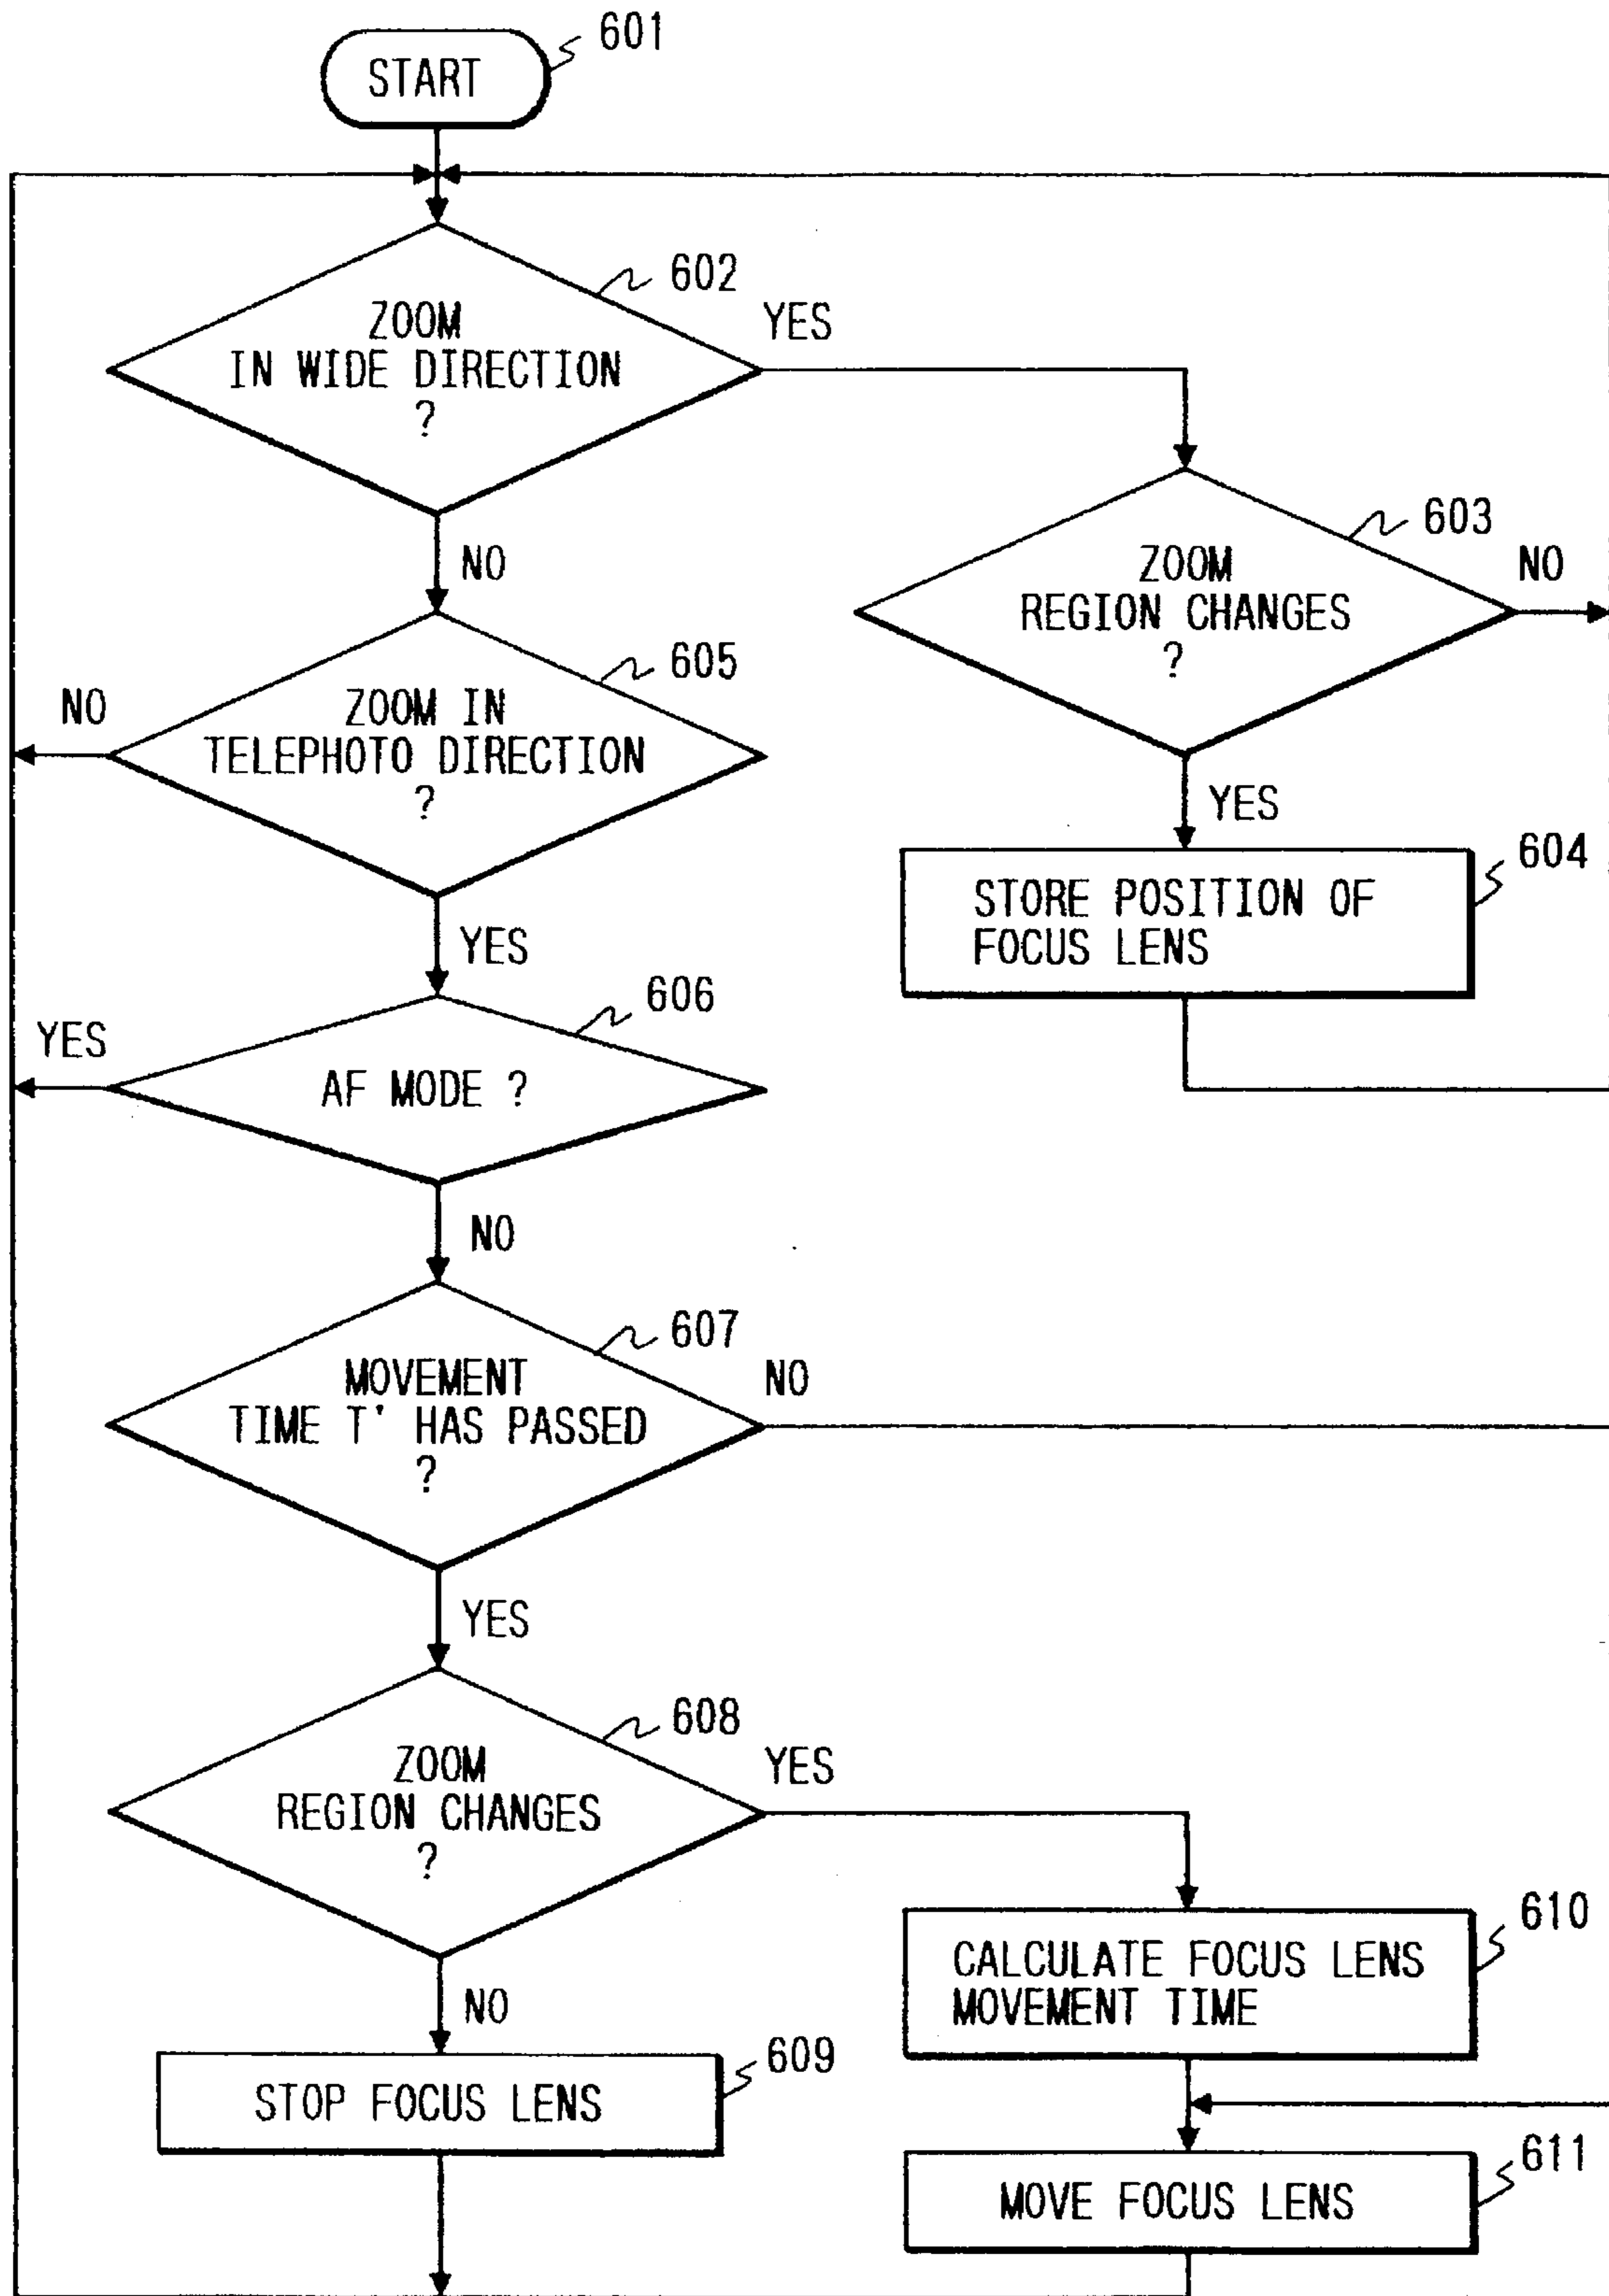 START
601
ZOOM
IN WIDE DIRECTION
?
602
YES
NO
ZOOM
REGION CHANGES
?
603
NO
YES
STORE POSITION OF
FOCUS LENS
604
ZOOM IN
TELEPHOTO DIRECTION
?
605
NO
YES
AF MODE ?
606
YES
NO
MOVEMENT
TIME T' HAS PASSED
?
607
NO
YES
ZOOM
REGION CHANGES
?
608
YES
NO
STOP FOCUS LENS
609
CALCULATE FOCUS LENS
MOVEMENT TIME
610
MOVE FOCUS LENS
611